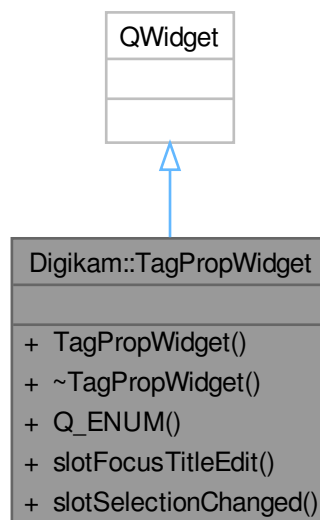 QWidget
Digikam::TagPropWidget
+ TagPropWidget()
+ ~TagPropWidget()
+ Q_ENUM()
+ slotFocusTitleEdit()
+ slotSelectionChanged()